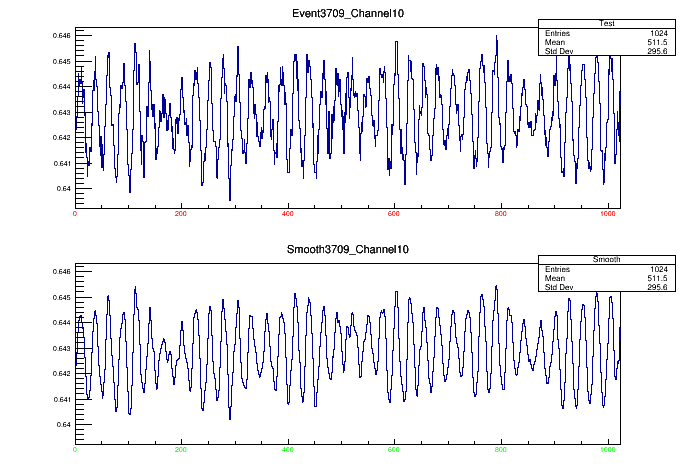 Event3709_Channel10
Test
Entries 1024
Mean 511.5
Std Dev 295.6
0.646
0.645
0.644
0.643
0.642
0.641
0.64
0 200 400 600 800 1000
Smooth3709_Channel10
Smooth
Entries 1024
Mean 511.5
Std Dev 295.6
0.646
0.645
0.644
0.643
0.642
0.641
0.64
0 200 400 600 800 1000